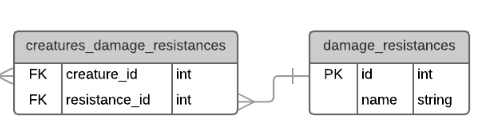 creatures_damage_resistances
FK creature_id int
FK resistance_id int
damage_resistances
PK id int
name string